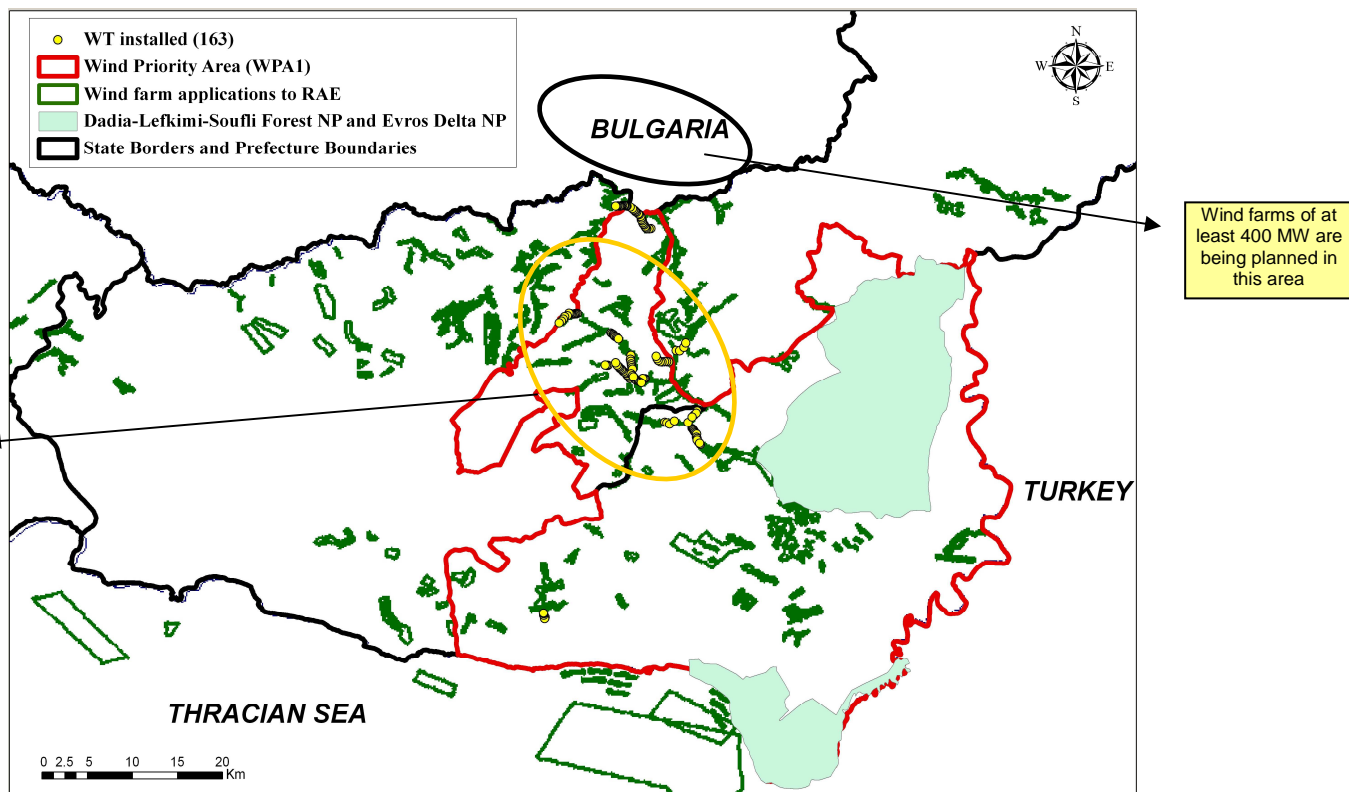 WT installed (163)
Wind Priority Area (WPA1)
Wind farm applications to RAE
Dadia-Lefkimi-Soufli Forest NP and Evros Delta NP
State Borders and Prefecture Boundaries
N
W E
S
BULGARIA
Wind farms of at
least 400 MW are
being planned in
this area
TURKEY
THRACIAN SEA
0 2.5 5 10 15 20
Km